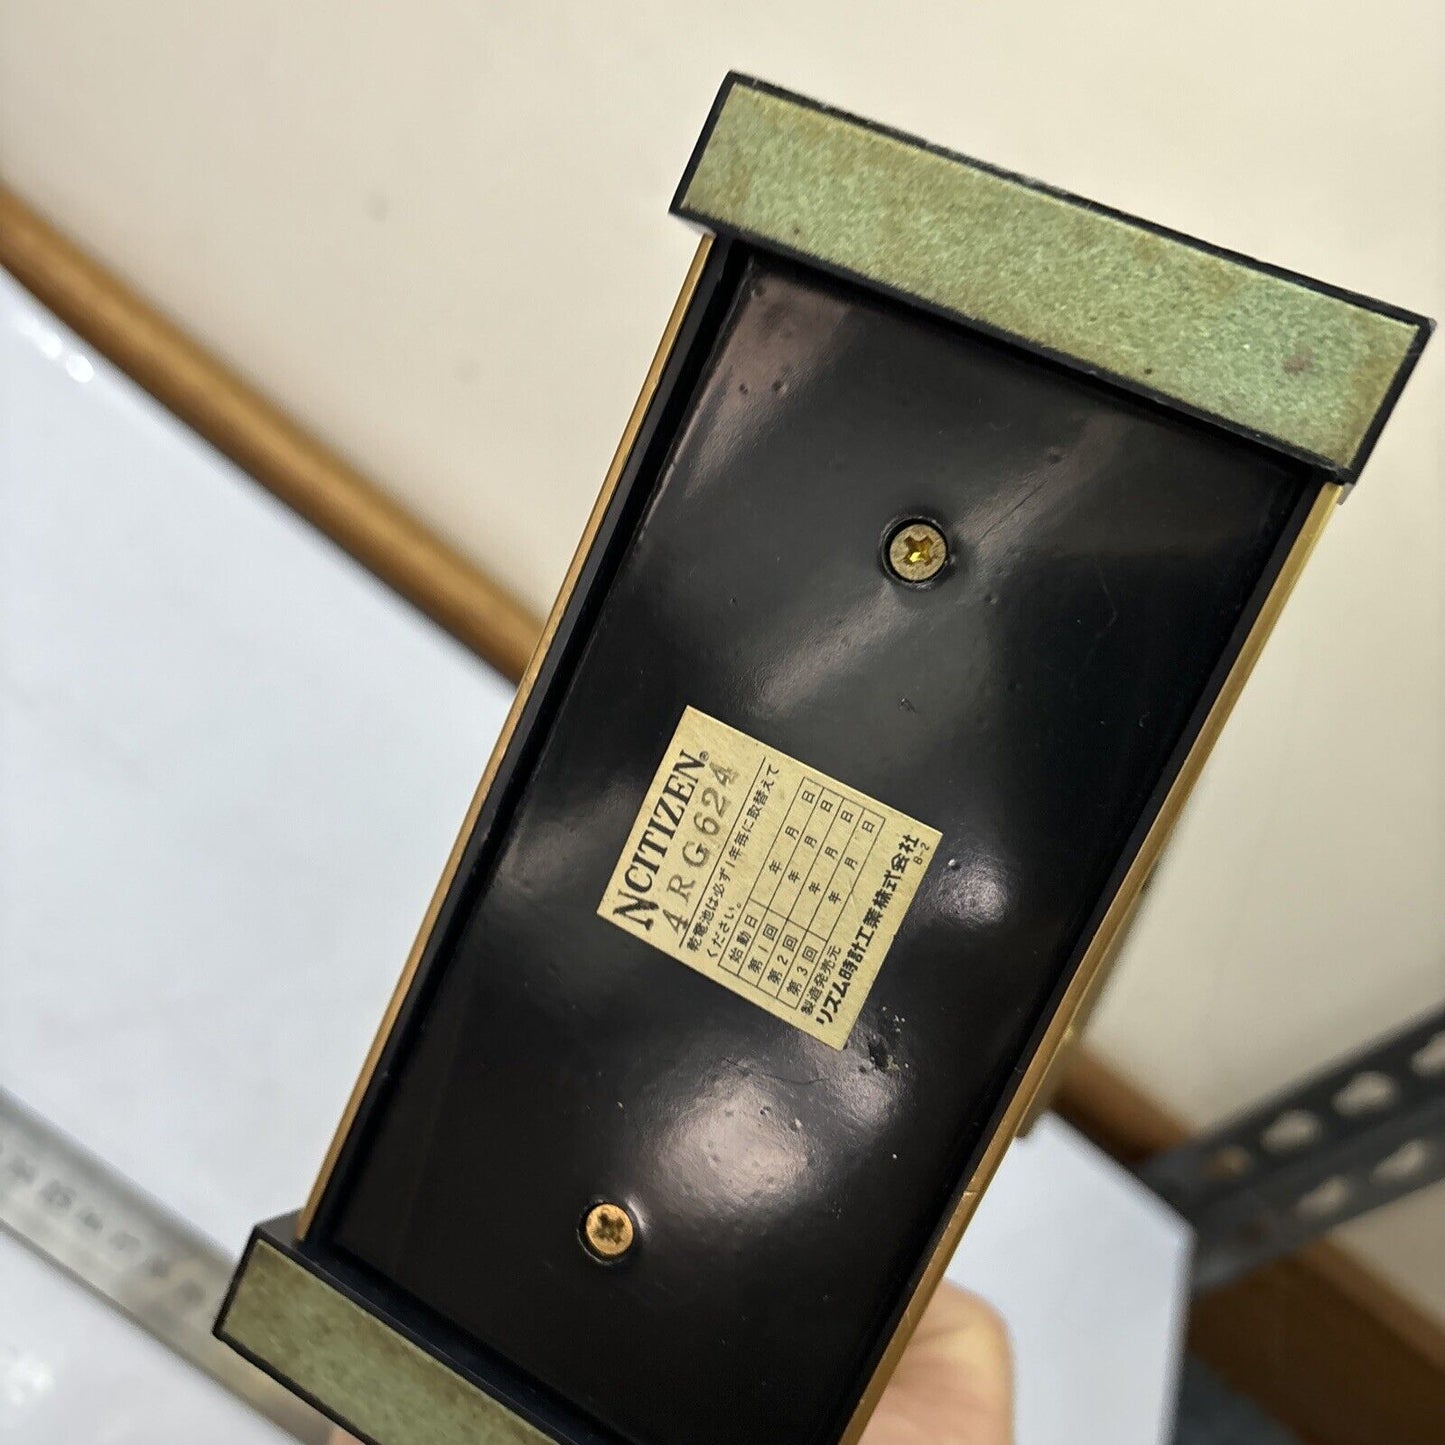 NCITIZEN®
4RG624
乾電池は必ず1年毎に取替えて
ください。
始動日 年 月 日
第1回 年 月 日
第2回 年 月 日
第3回 年 月 日
製造発売元
リズム時計工業株式会社
B-2